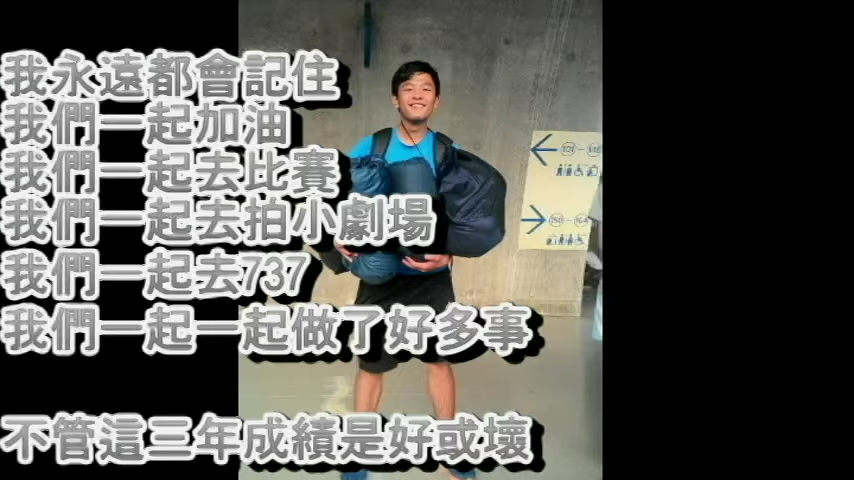 我永遠都會記住
我們一起加油
我們一起去比賽
我們一起去拍小劇場
我們一起去737
我們一起一起做了好多事
不管這三年成績是好或壞